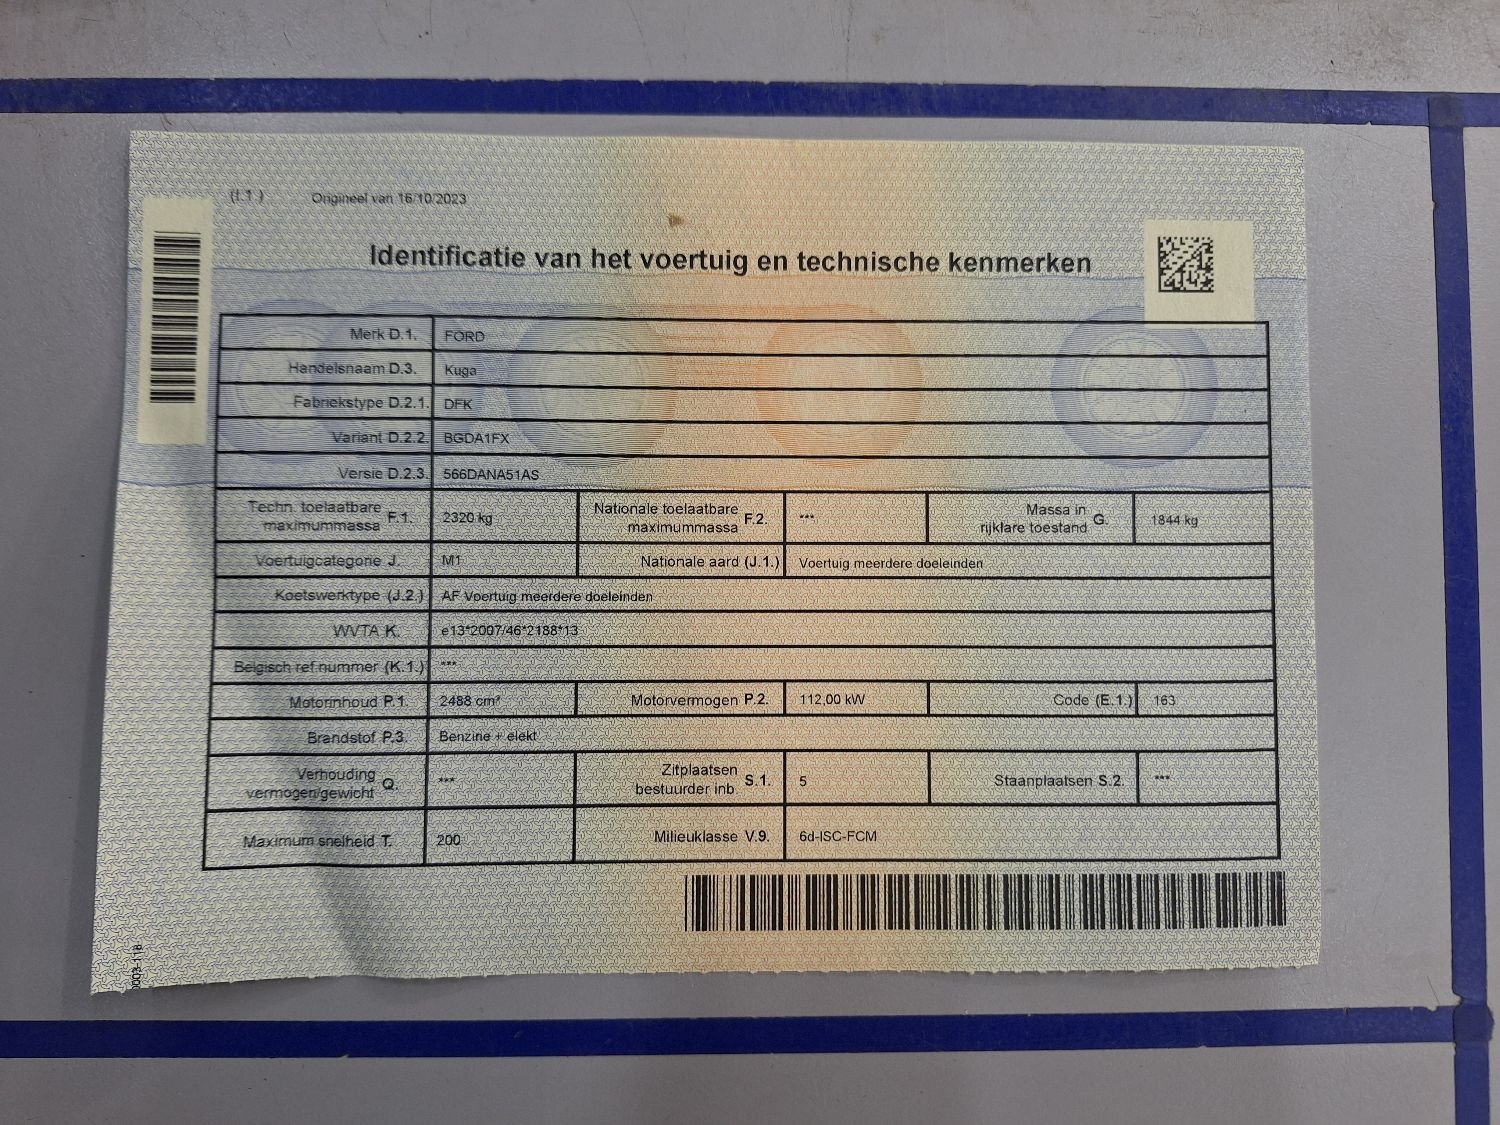 (I.1.) Origineel van 16/10/2023
Identificatie van het voertuig en technische kenmerken
Merk D.1. FORD
Handelsnaam D.3. Kuga
Fabriekstype D.2.1. DFK
Variant D.2.2. BGDA1FX
Versie D.2.3. 566DANA51AS
Techn. toelaatbare maximummassa F.1. 2320 kg Nationale toelaatbare maximummassa F.2. *** Massa in rijklare toestand G. 1844 kg
Voertuigcategorie J. M1 Nationale aard (J.1.) Voertuig meerdere doeleinden
Koetswerktype (J.2.) AF Voertuig meerdere doeleinden
WVTA K. e13*2007/46*2188*13
Belgisch ref.nummer (K.1.) ***
Motorinhoud P.1. 2488 cm³ Motorvermogen P.2. 112,00 kW Code (E.1.) 163
Brandstof P.3. Benzine + elekt
Verhouding vermogen/gewicht Q. *** Zitplaatsen bestuurder inb. S.1. 5 Staanplaatsen S.2. ***
Maximum snelheid T. 200 Milieuklasse V.9. 6d-ISC-FCM